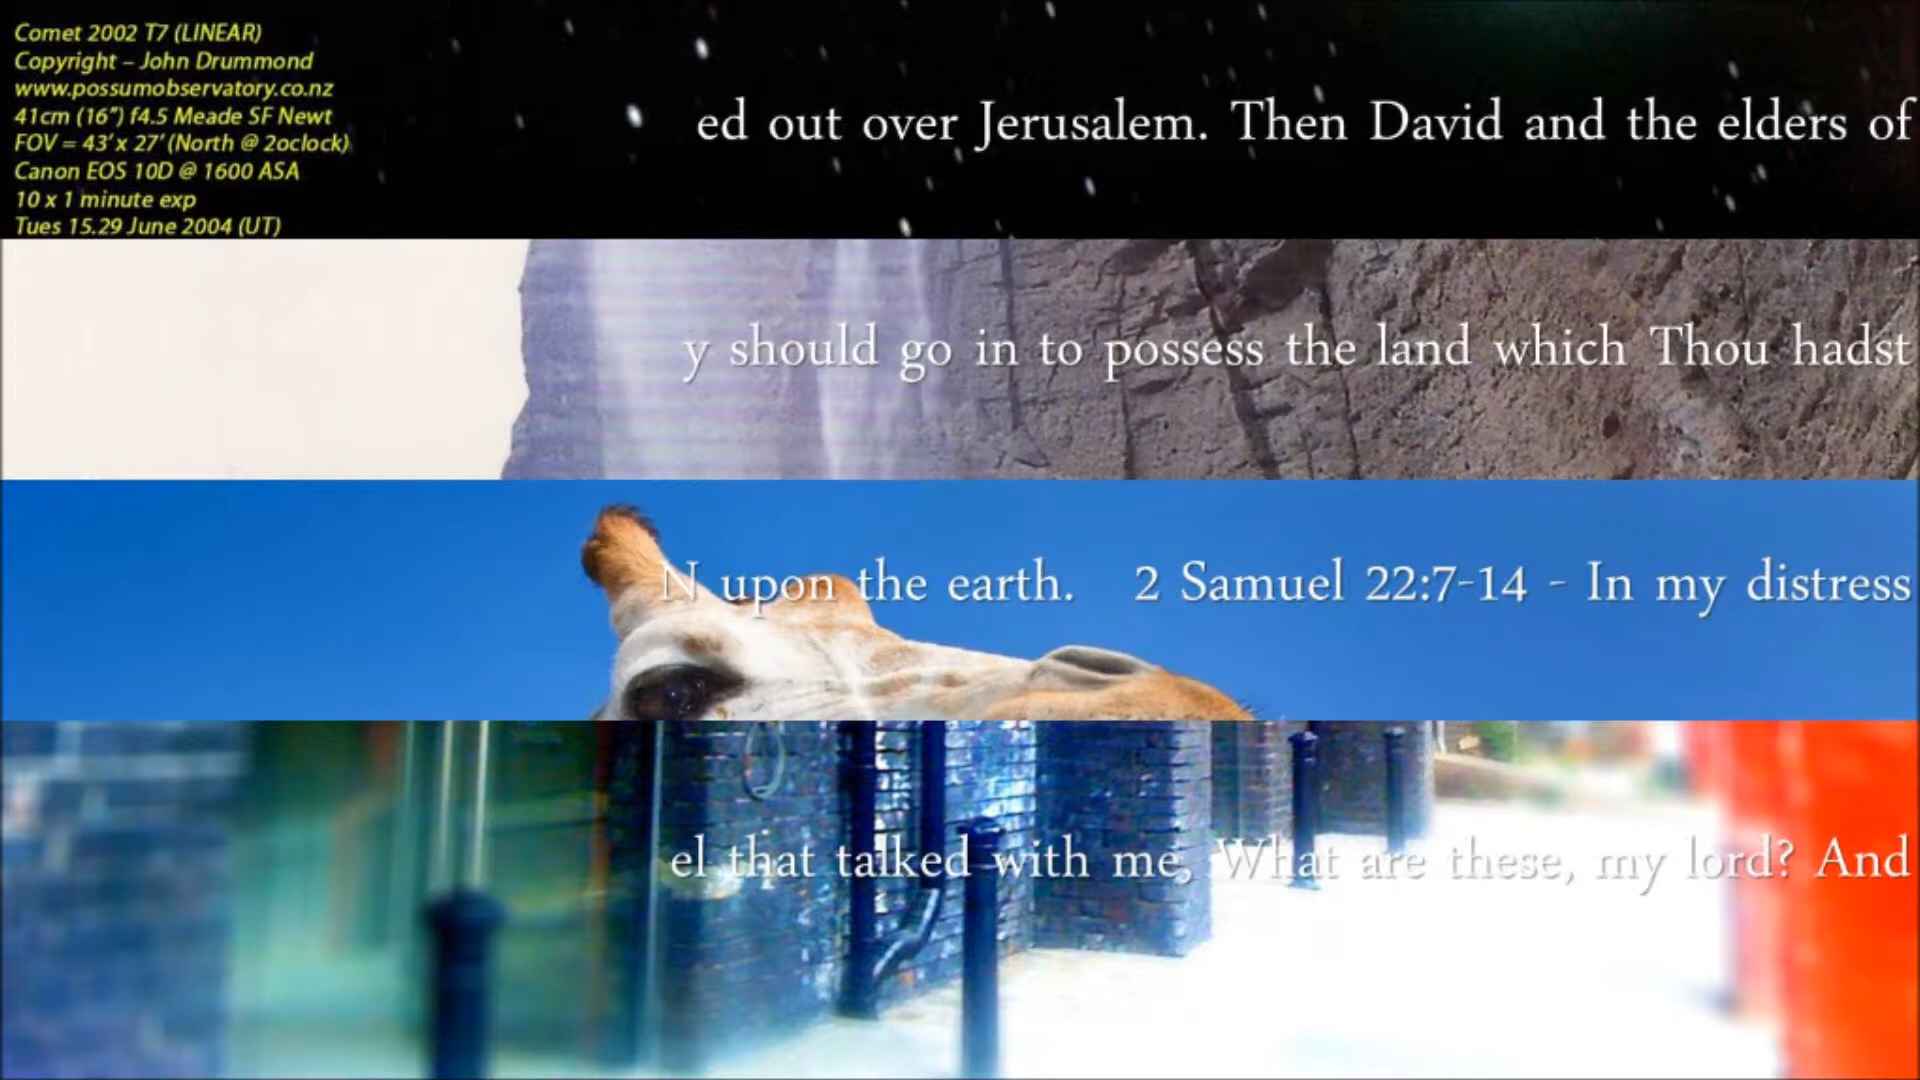 Comet 2002 T7 (LINEAR)
Copyright – John Drummond
www.possumobservatory.co.nz
41cm (16”) f4.5 Meade SF Newt
FOV = 43’ x 27’ (North @ 2oclock)
Canon EOS 10D @ 1600 ASA
10 x 1 minute exp
Tues 15.29 June 2004 (UT)
ed out over Jerusalem. Then David and the elders of
y should go in to possess the land which Thou hadst
N upon the earth. 2 Samuel 22:7-14 - In my distress
el that talked with me, What are these, my lord? And